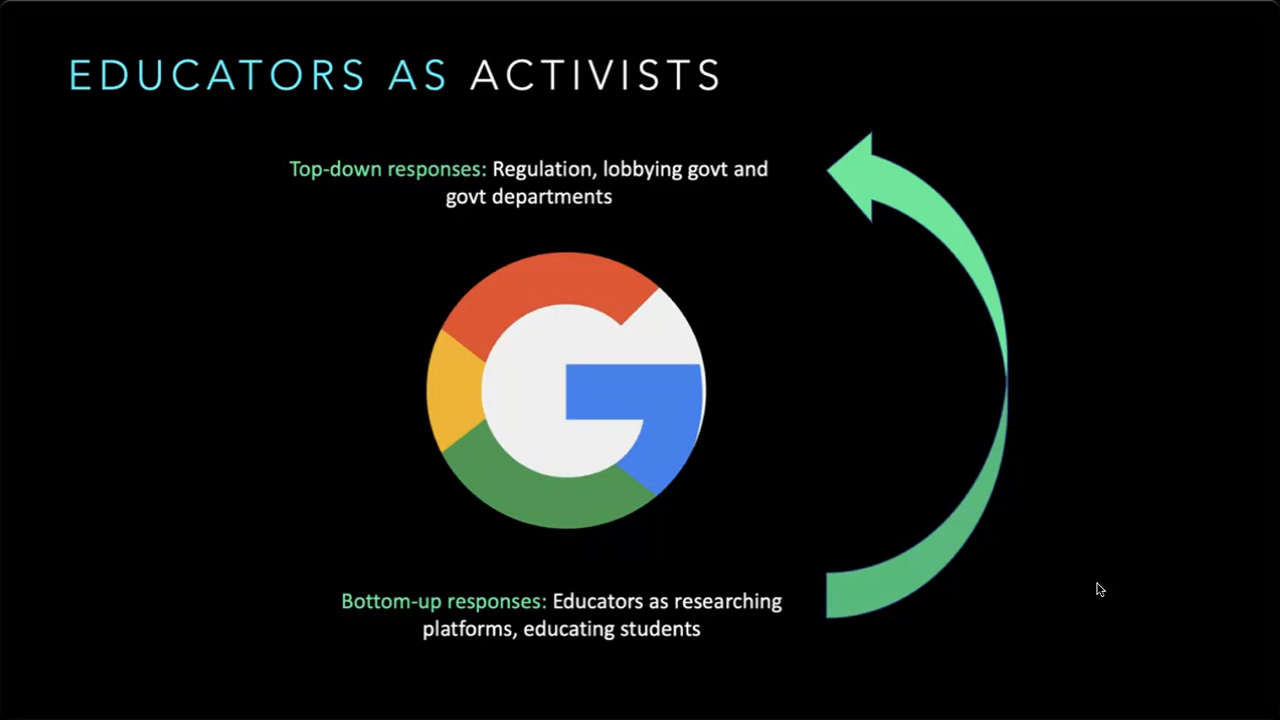 EDUCATORS AS ACTIVISTS
Top-down responses: Regulation, lobbying govt and
govt departments
G
Bottom-up responses: Educators as researching
platforms, educating students